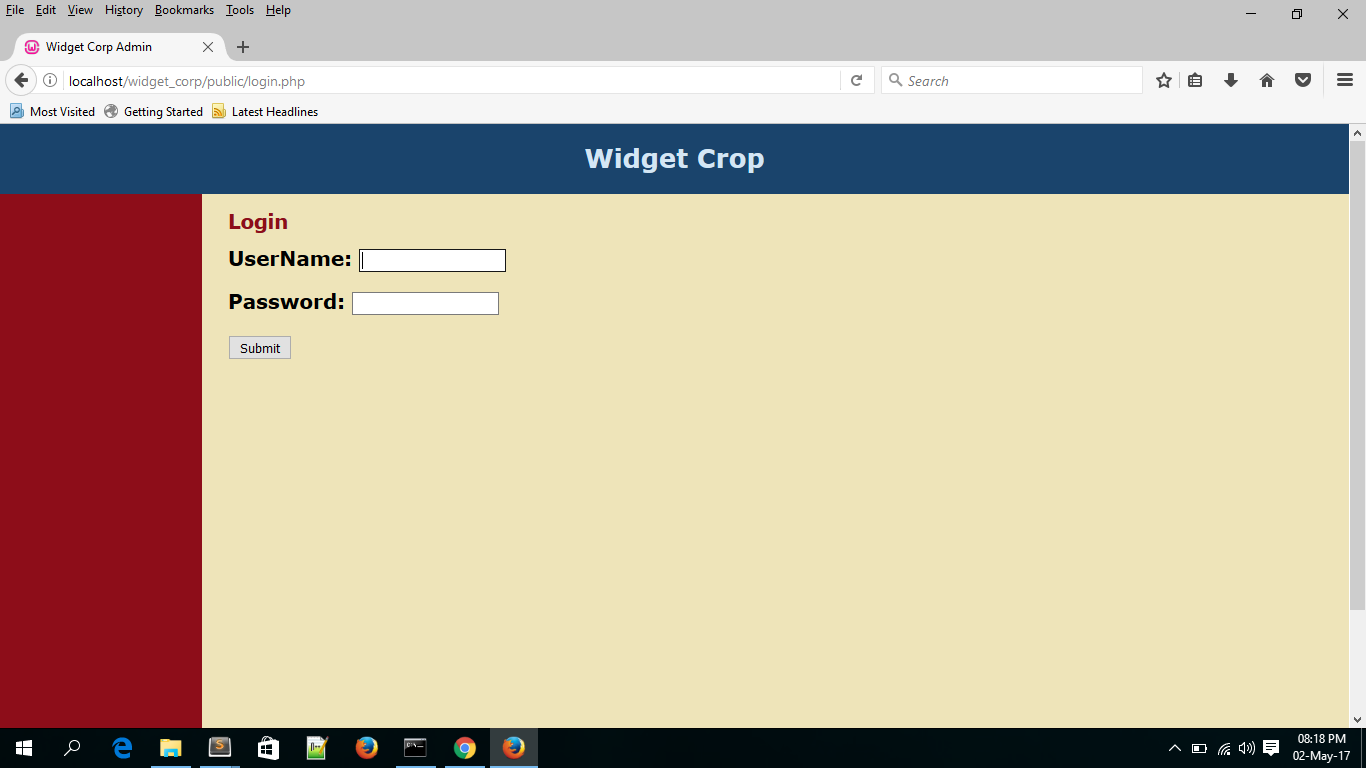 File Edit View History Bookmarks Tools Help
Widget Corp Admin
localhost/widget_corp/public/login.php
Search
Most Visited Getting Started Latest Headlines
Widget Crop
Login
UserName:
Password:
Submit
08:18 PM
02-May-17